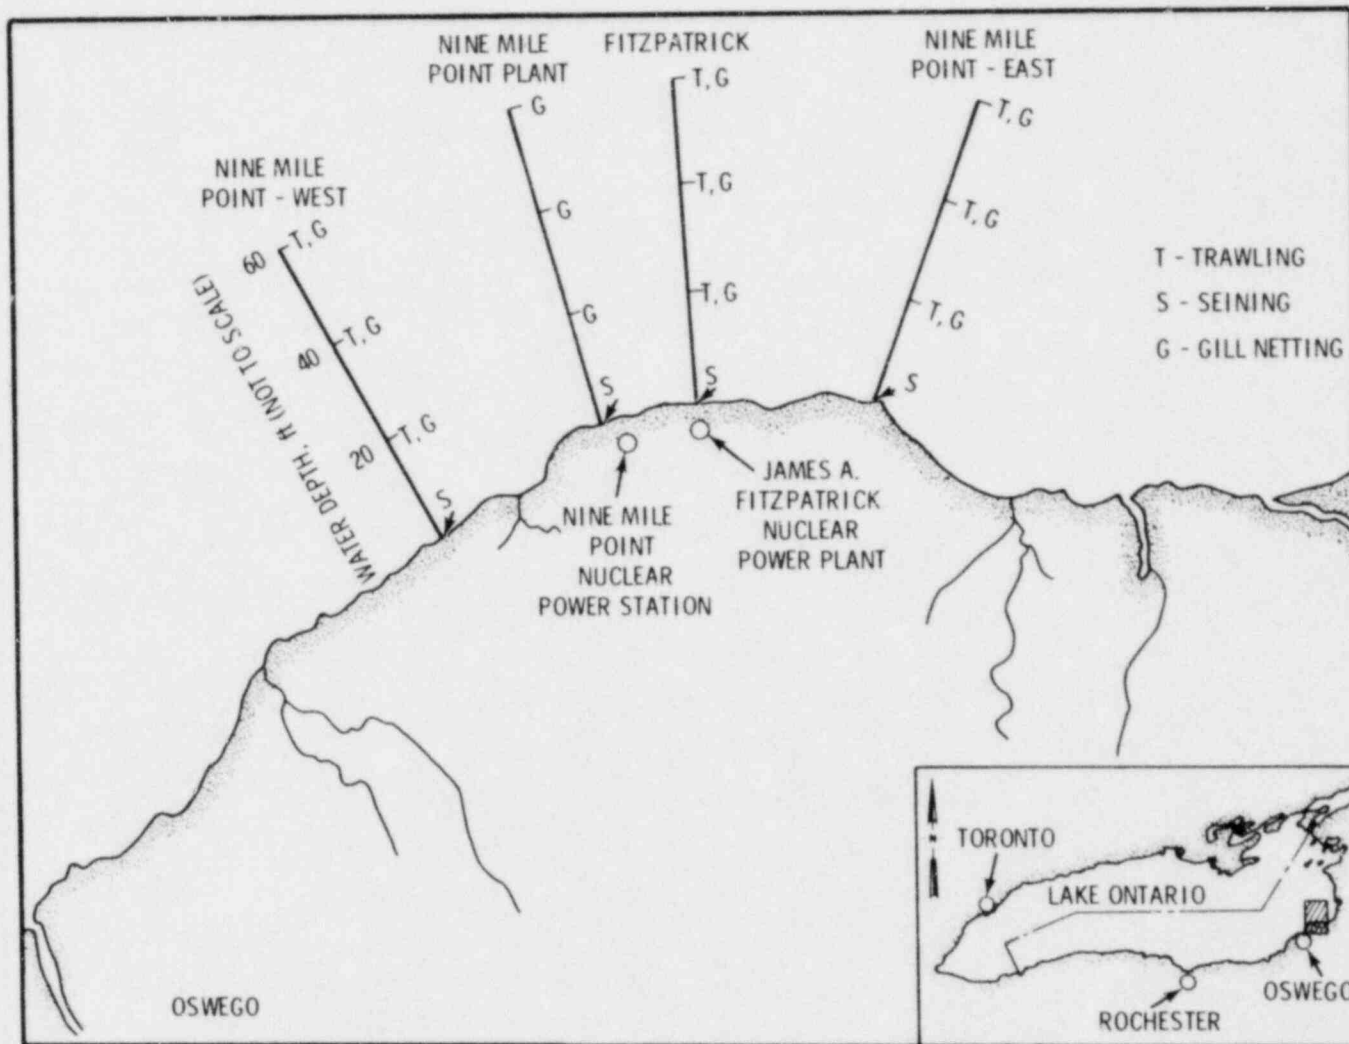 NINE MILE
POINT PLANT
FITZPATRICK
NINE MILE
POINT - EAST
NINE MILE
POINT - WEST
T, G
T, G
T, G
S
G
G
G
S
T, G
T, G
T, G
S
T, G
T, G
T, G
S
60
40
20
WATER DEPTH, ft (NOT TO SCALE)
T - TRAWLING
S - SEINING
G - GILL NETTING
NINE MILE
POINT
NUCLEAR
POWER STATION
JAMES A.
FITZPATRICK
NUCLEAR
POWER PLANT
OSWEGO
TORONTO
LAKE ONTARIO
ROCHESTER
OSWEGO